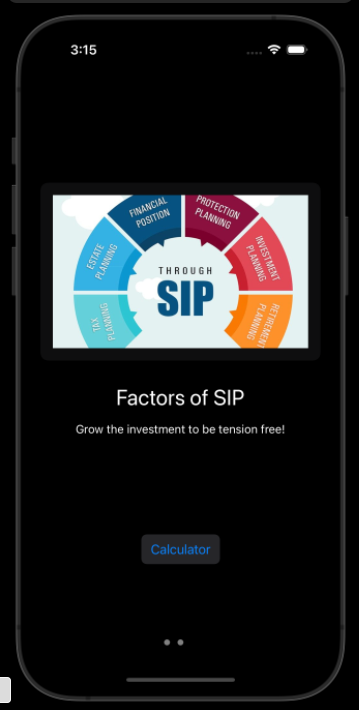 3:15
TAX
PLANNING
ESTATE
PLANNING
FINANCIAL
POSITION
PROTECTION
PLANNING
INVESTMENT
PLANNING
RETIREMENT
PLANNING
THROUGH
SIP
Factors of SIP
Grow the investment to be tension free!
Calculator